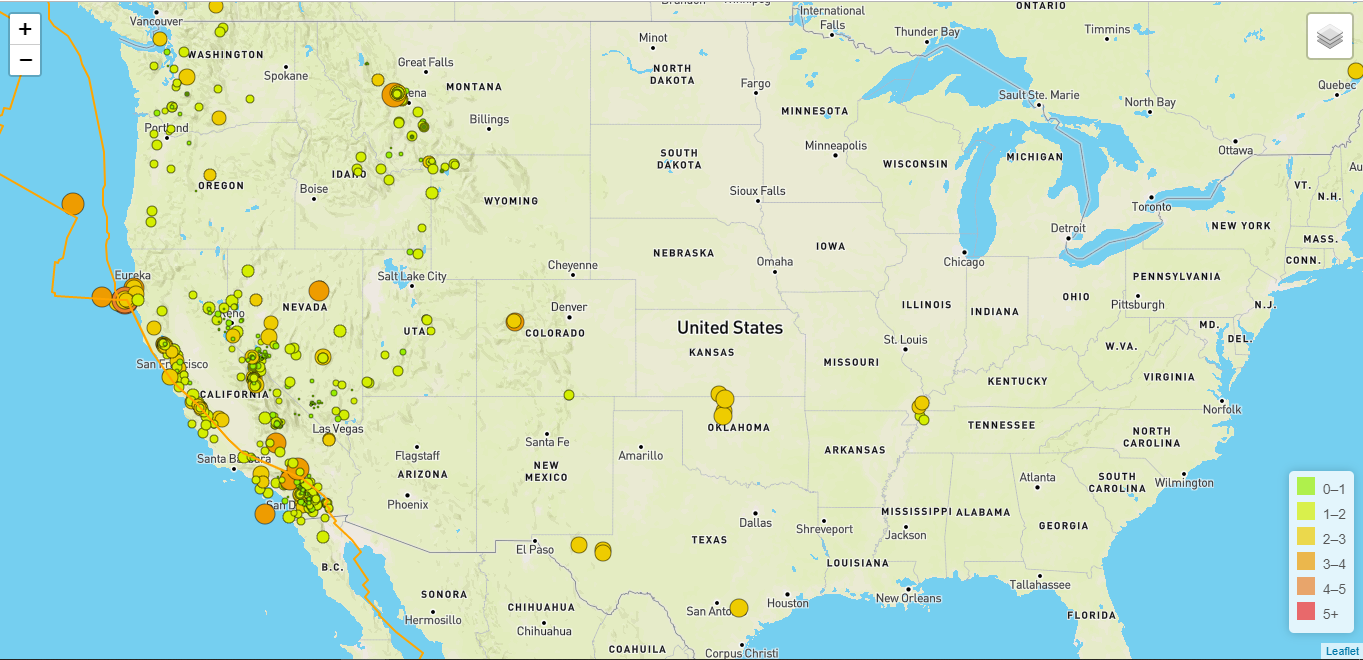 +
−
Vancouver
WASHINGTON
Spokane
Great Falls
MONTANA
Billings
Portland
OREGON
IDAHO
Boise
WYOMING
Minot
NORTH
DAKOTA
Fargo
SOUTH
DAKOTA
Sioux Falls
MINNESOTA
Minneapolis
International
Falls
Thunder Bay
ONTARIO
Timmins
Sault Ste. Marie
North Bay
Quebec
Ottawa
WISCONSIN
MICHIGAN
Toronto
Detroit
VT.
N.H.
NEW YORK
MASS.
CONN.
Eureka
Salt Lake City
Cheyenne
NEBRASKA
IOWA
Omaha
Chicago
PENNSYLVANIA
Pittsburgh
N.J.
OHIO
INDIANA
ILLINOIS
NEVADA
Denver
COLORADO
United States
KANSAS
St. Louis
MISSOURI
MD.
DEL.
W.VA.
VIRGINIA
KENTUCKY
Norfolk
San Francisco
CALIFORNIA
Las Vegas
Flagstaff
ARIZONA
Phoenix
Santa Fe
NEW
MEXICO
Amarillo
OKLAHOMA
ARKANSAS
TENNESSEE
NORTH
CAROLINA
SOUTH
CAROLINA
Wilmington
Atlanta
Santa Barbara
San D
El Paso
Dallas
TEXAS
Shreveport
MISSISSIPPI
ALABAMA
Jackson
GEORGIA
LOUISIANA
B.C.
SONORA
Hermosillo
CHIHUAHUA
Chihuahua
COAHUILA
San Anto
Houston
Corpus Christi
New Orleans
Tallahassee
FLORIDA
0–1
1–2
2–3
3–4
4–5
5+
Leaflet